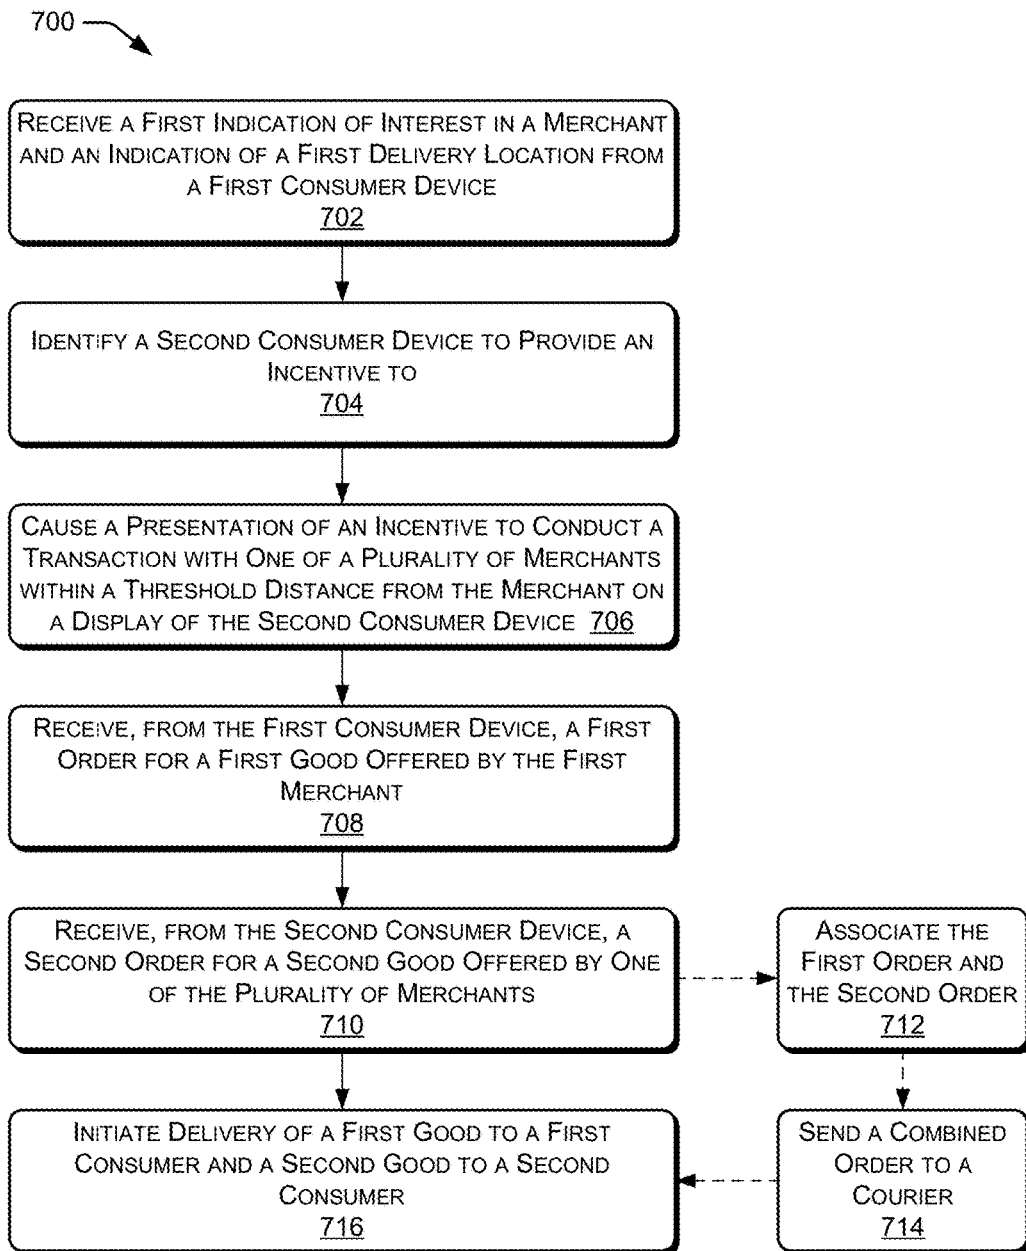 700
RECEIVE A FIRST INDICATION OF INTEREST IN A MERCHANT
AND AN INDICATION OF A FIRST DELIVERY LOCATION FROM
A FIRST CONSUMER DEVICE
702
IDENTIFY A SECOND CONSUMER DEVICE TO PROVIDE AN
INCENTIVE TO
704
CAUSE A PRESENTATION OF AN INCENTIVE TO CONDUCT A
TRANSACTION WITH ONE OF A PLURALITY OF MERCHANTS
WITHIN A THRESHOLD DISTANCE FROM THE MERCHANT ON
A DISPLAY OF THE SECOND CONSUMER DEVICE 706
RECEIVE, FROM THE FIRST CONSUMER DEVICE, A FIRST
ORDER FOR A FIRST GOOD OFFERED BY THE FIRST
MERCHANT
708
RECEIVE, FROM THE SECOND CONSUMER DEVICE, A
SECOND ORDER FOR A SECOND GOOD OFFERED BY ONE
OF THE PLURALITY OF MERCHANTS
710
ASSOCIATE THE
FIRST ORDER AND
THE SECOND ORDER
712
INITIATE DELIVERY OF A FIRST GOOD TO A FIRST
CONSUMER AND A SECOND GOOD TO A SECOND
CONSUMER
716
SEND A COMBINED
ORDER TO A
COURIER
714